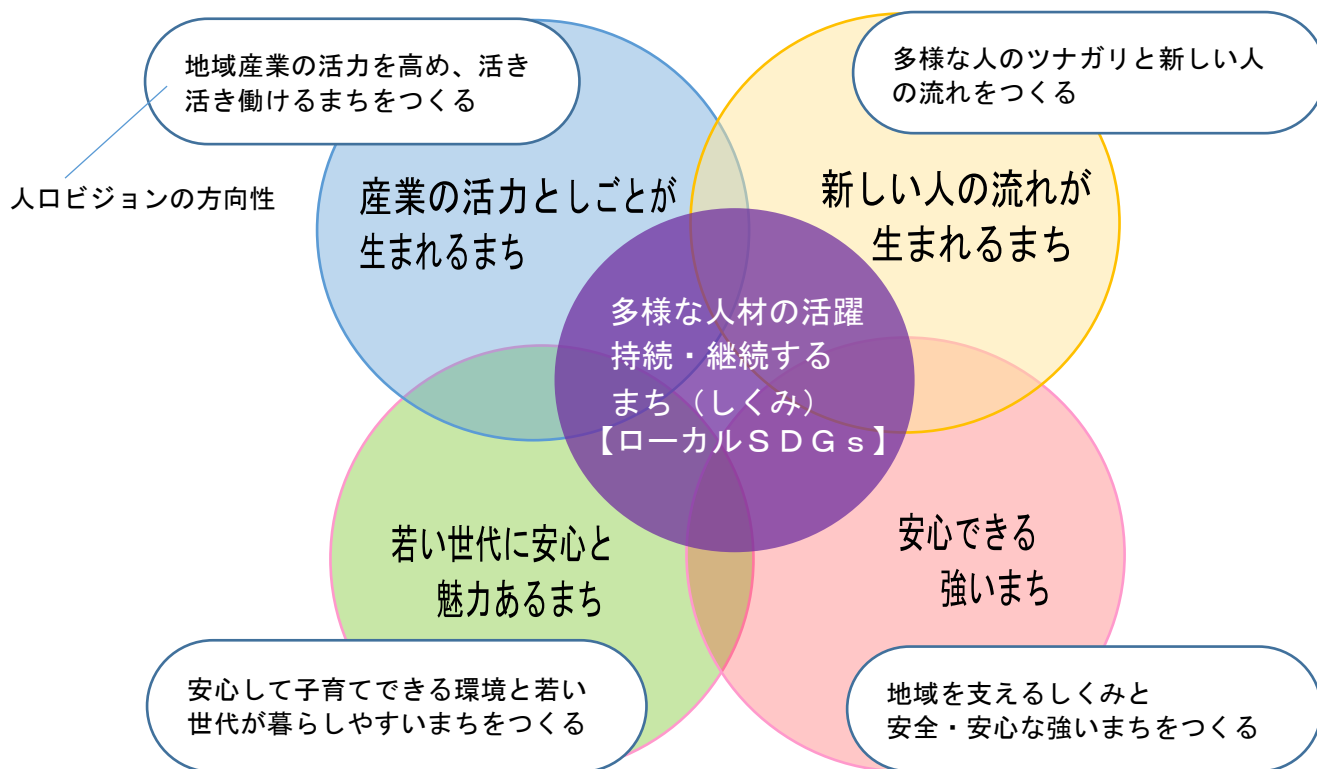 地域産業の活力を高め、活き
活き働けるまちをつくる
多様な人のツナガリと新しい人
の流れをつくる
人口ビジョンの方向性
産業の活力としごとが
生まれるまち
新しい人の流れが
生まれるまち
多様な人材の活躍
持続・継続する
まち（しくみ）
【ローカルＳＤＧｓ】
若い世代に安心と
魅力あるまち
安心できる
強いまち
安心して子育てできる環境と若い
世代が暮らしやすいまちをつくる
地域を支えるしくみと
安全・安心な強いまちをつくる